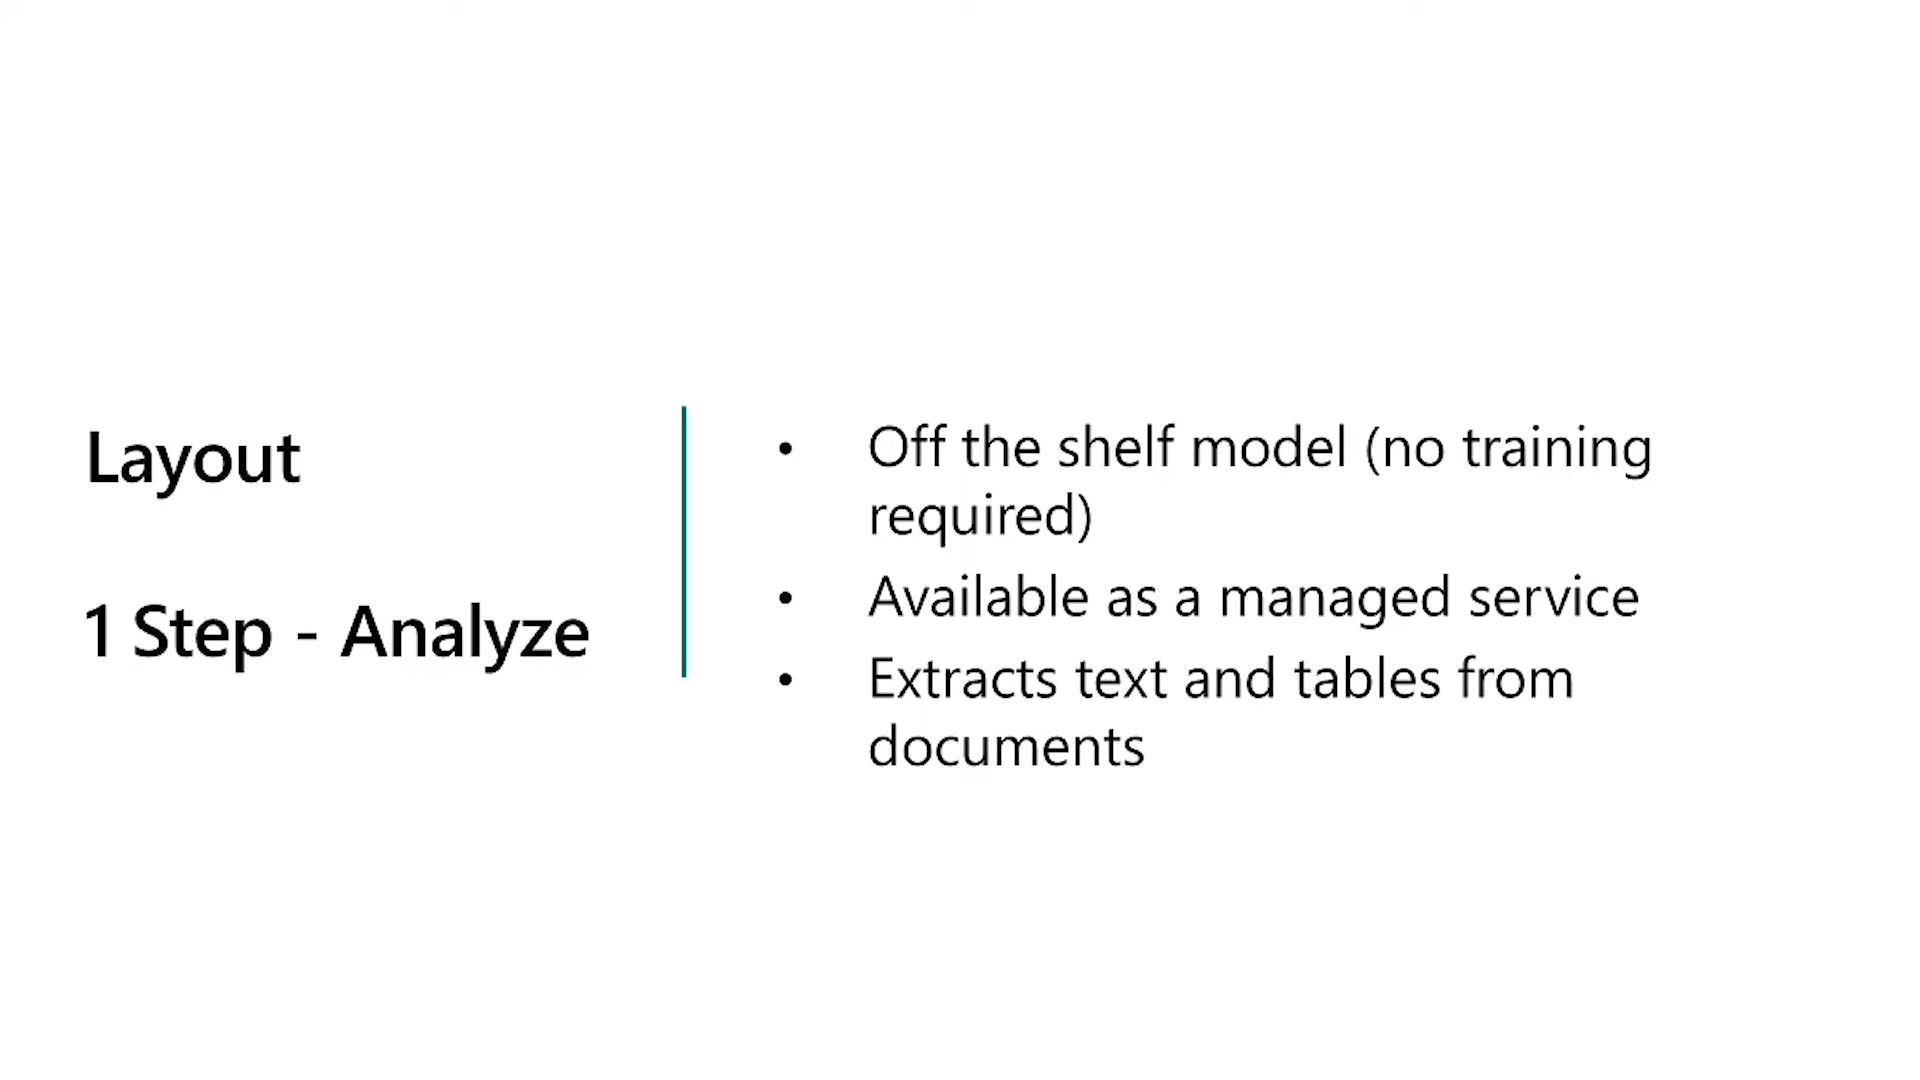 Layout
1 Step - Analyze
• Off the shelf model (no training
required)
• Available as a managed service
• Extracts text and tables from
documents